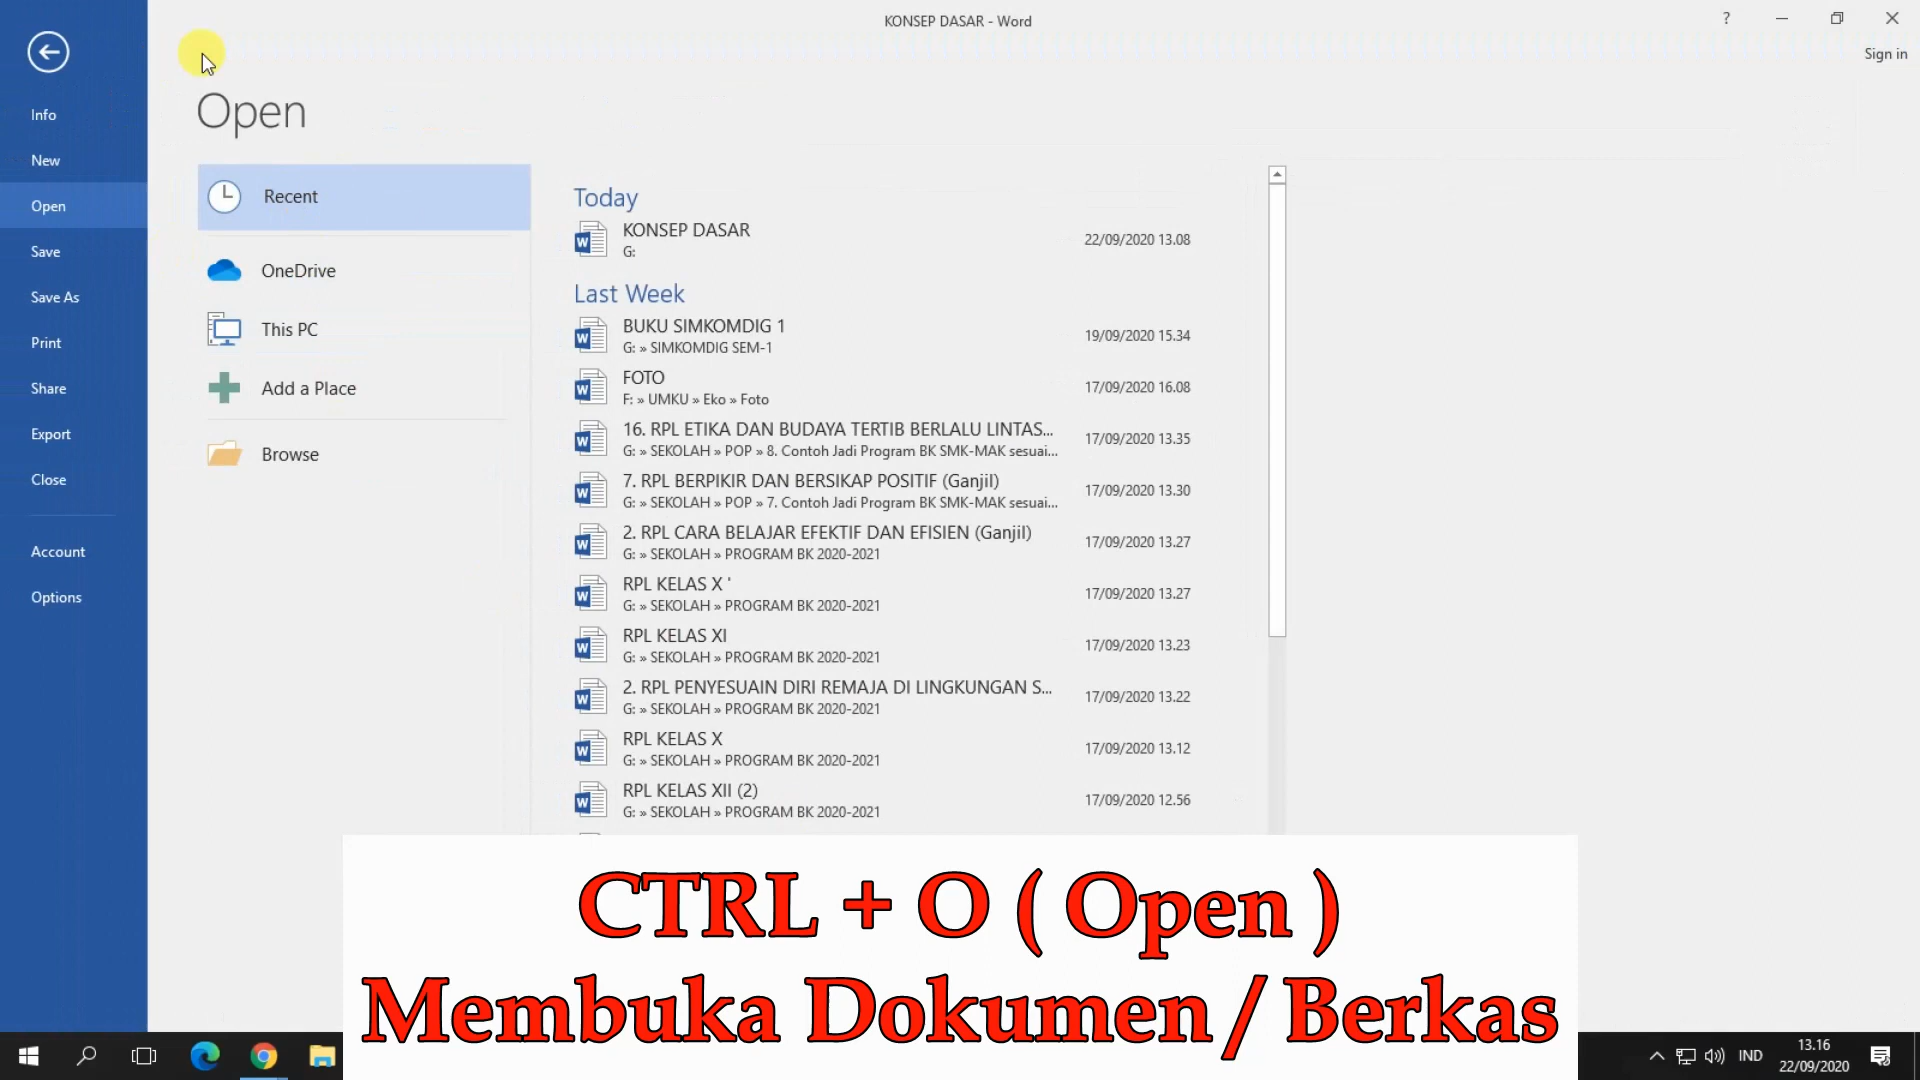 KONSEP DASAR - Word
?
Sign in
Info
New
Open
Save
Save As
Print
Share
Export
Close
Account
Options
Open
Recent
OneDrive
This PC
Add a Place
Browse
Today
KONSEP DASAR
22/09/2020 13.08
G:
Last Week
BUKU SIMKOMDIG 1
19/09/2020 15.34
G: » SIMKOMDIG SEM-1
FOTO
17/09/2020 16.08
F: » UMKU » Eko » Foto
16. RPL ETIKA DAN BUDAYA TERTIB BERLALU LINTAS...
17/09/2020 13.35
G: » SEKOLAH » POP » 8. Contoh Jadi Program BK SMK-MAK sesuai...
7. RPL BERPIKIR DAN BERSIKAP POSITIF (Ganjil)
17/09/2020 13.30
G: » SEKOLAH » POP » 7. Contoh Jadi Program BK SMK-MAK sesuai...
2. RPL CARA BELAJAR EFEKTIF DAN EFISIEN (Ganjil)
17/09/2020 13.27
G: » SEKOLAH » PROGRAM BK 2020-2021
RPL KELAS X '
17/09/2020 13.27
G: » SEKOLAH » PROGRAM BK 2020-2021
RPL KELAS XI
17/09/2020 13.23
G: » SEKOLAH » PROGRAM BK 2020-2021
2. RPL PENYESUAIN DIRI REMAJA DI LINGKUNGAN S...
17/09/2020 13.22
G: » SEKOLAH » PROGRAM BK 2020-2021
RPL KELAS X
17/09/2020 13.12
G: » SEKOLAH » PROGRAM BK 2020-2021
RPL KELAS XII (2)
17/09/2020 12.56
G: » SEKOLAH » PROGRAM BK 2020-2021
CTRL + O ( Open )
Membuka Dokumen / Berkas
IND
13.16
22/09/2020